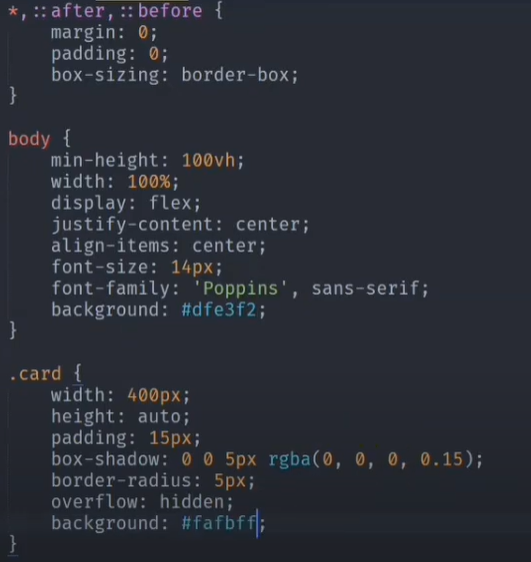 *,::after,::before {
    margin: 0;
    padding: 0;
    box-sizing: border-box;
}

body {
    min-height: 100vh;
    width: 100%;
    display: flex;
    justify-content: center;
    align-items: center;
    font-size: 14px;
    font-family: 'Poppins', sans-serif;
    background: #dfe3f2;
}

.card {
    width: 400px;
    height: auto;
    padding: 15px;
    box-shadow: 0 0 5px rgba(0, 0, 0, 0.15);
    border-radius: 5px;
    overflow: hidden;
    background: #fafbff;
}